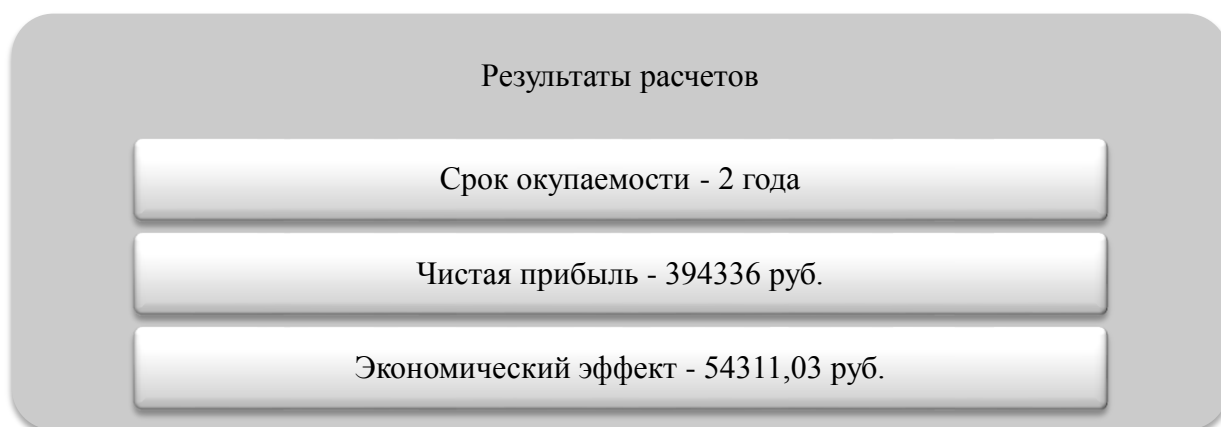 Результаты расчетов
Срок окупаемости - 2 года
Чистая прибыль - 394336 руб.
Экономический эффект - 54311,03 руб.